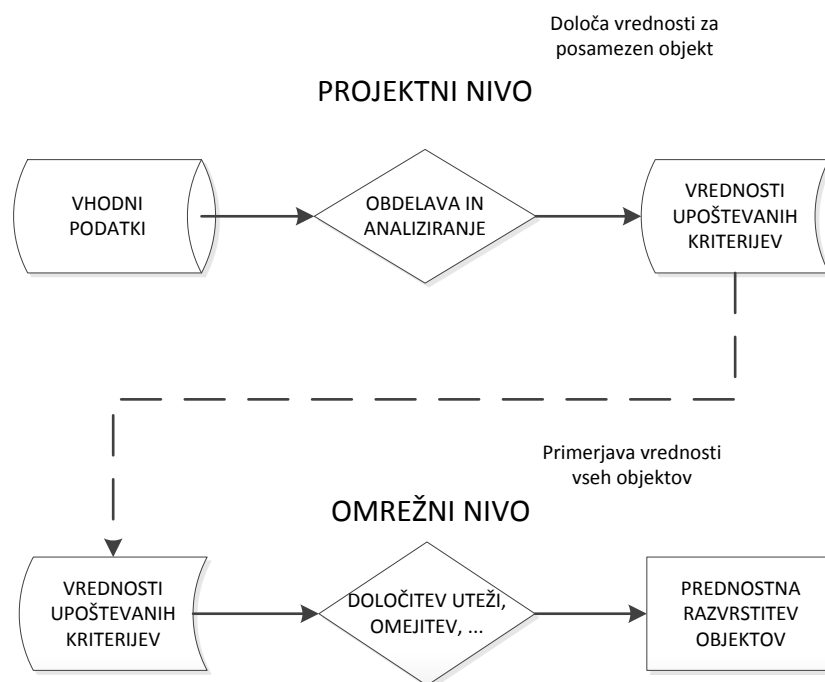 Določa vrednosti za
posamezen objekt
PROJEKTNI NIVO
VHODNI
PODATKI
OBDELAVA IN
ANALIZIRANJE
VREDNOSTI
UPOŠTEVANIH
KRITERIJEV
Primerjava vrednosti
vseh objektov
OMREŽNI NIVO
VREDNOSTI
UPOŠTEVANIH
KRITERIJEV
DOLOČITEV UTEŽI,
OMEJITEV, ...
PREDNOSTNA
RAZVRSTITEV
OBJEKTOV